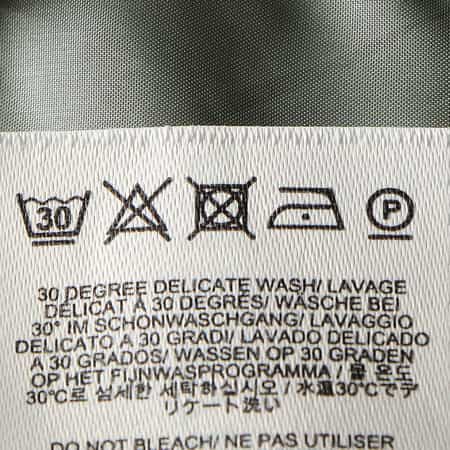 30 P
30 DEGREE DELICATE WASH/ LAVAGE
DÉLICAT A 30 DEGRÉS/ WÄSCHE BEI
30° IM SCHONWASCHGANG/ LAVAGGIO
DELICATO A 30 GRADI/ LAVADO DELICADO
A 30 GRADOS/ WASSEN OP 30 GRADEN
OP HET FIJNWASPROGRAMMA / 물 온도
30℃로 섬세한 세탁하십시오 / 水温30℃でデ
リケート洗い
DO NOT BLEACH/ NE PAS UTILISER